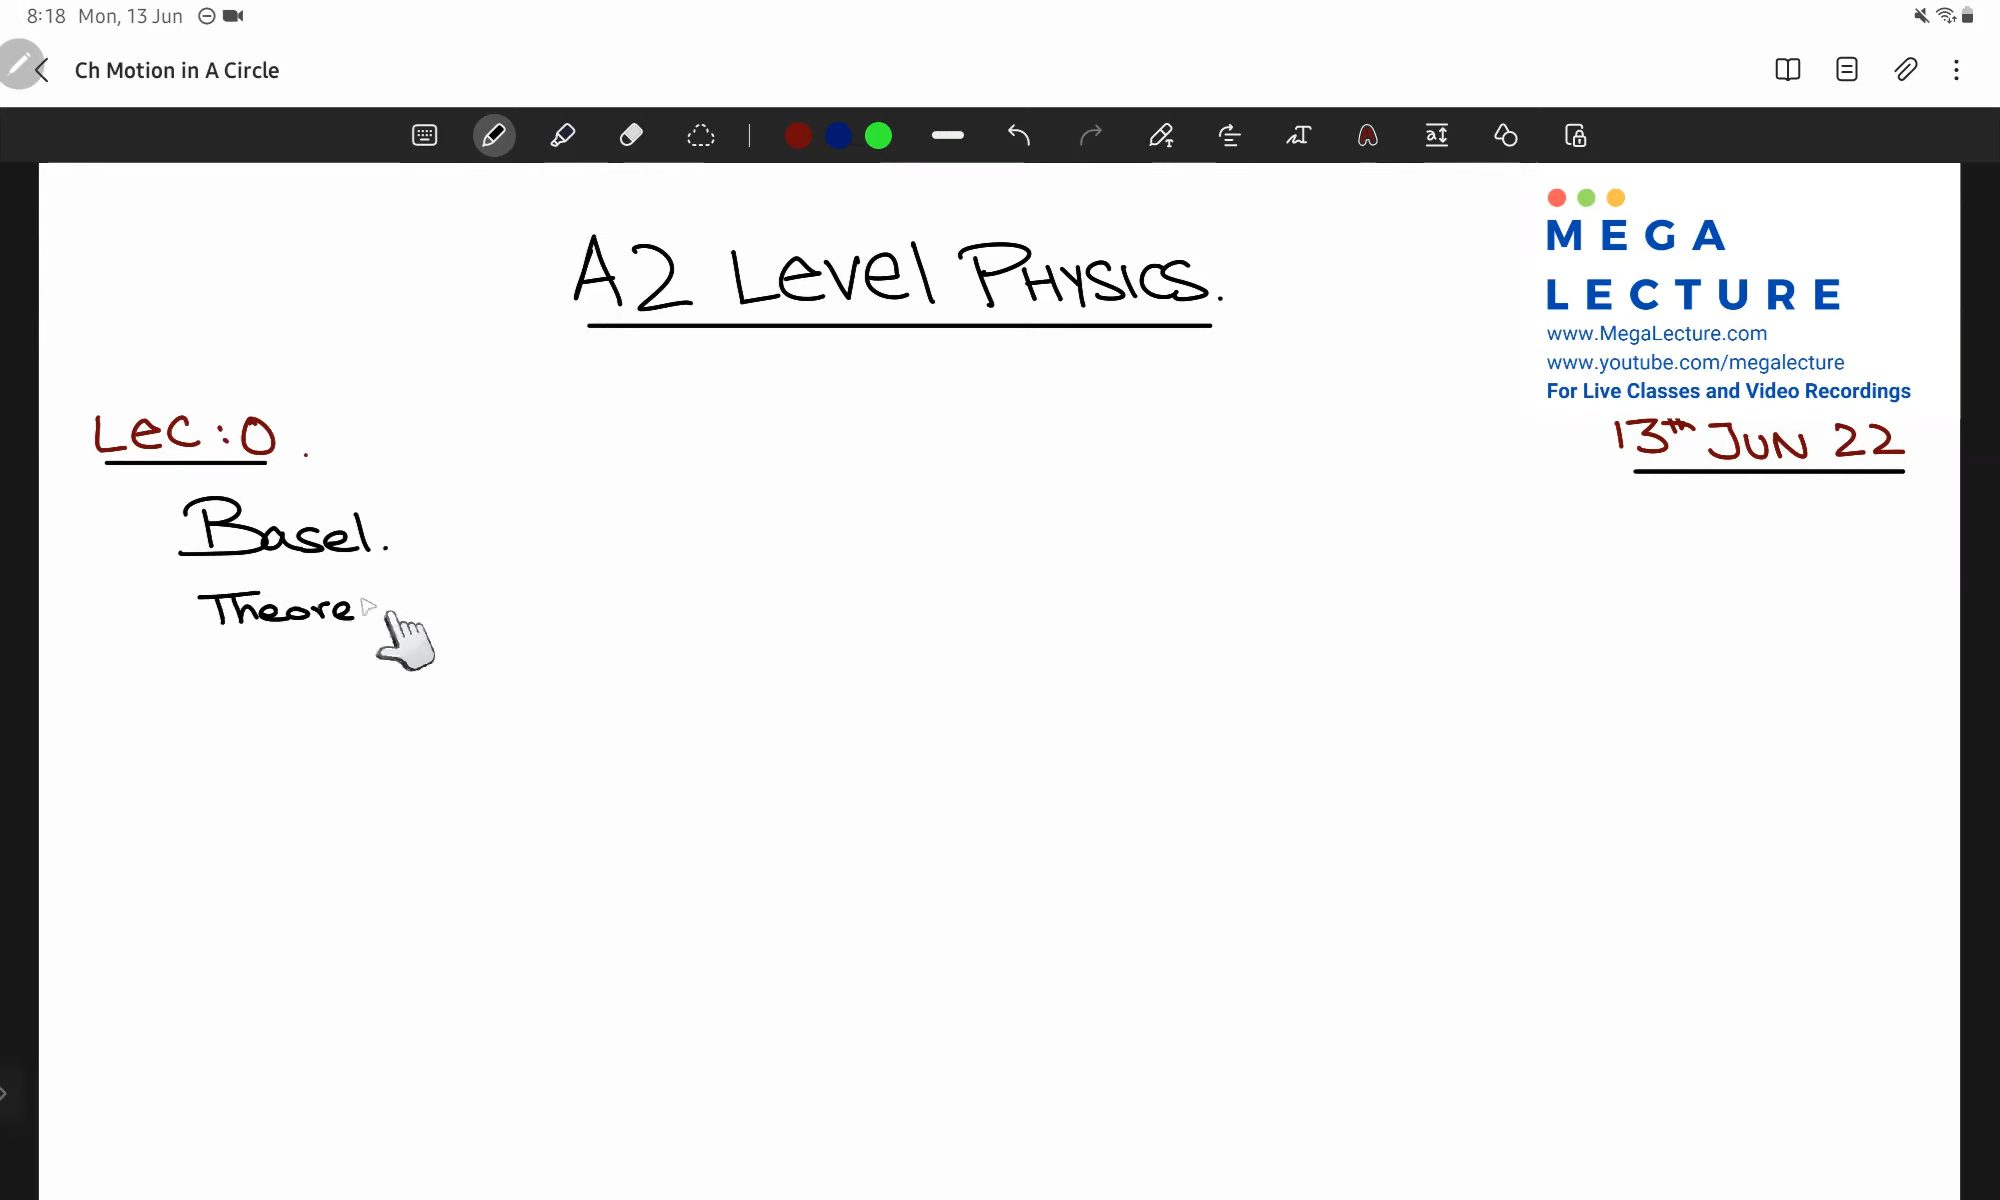 8:18 Mon, 13 Jun
Ch Motion in A Circle
A2 Level Physics.
MEGA
LECTURE
www.MegaLecture.com
www.youtube.com/megalecture
For Live Classes and Video Recordings
Lec:0.
13th JUN 22
Basel.
Theore